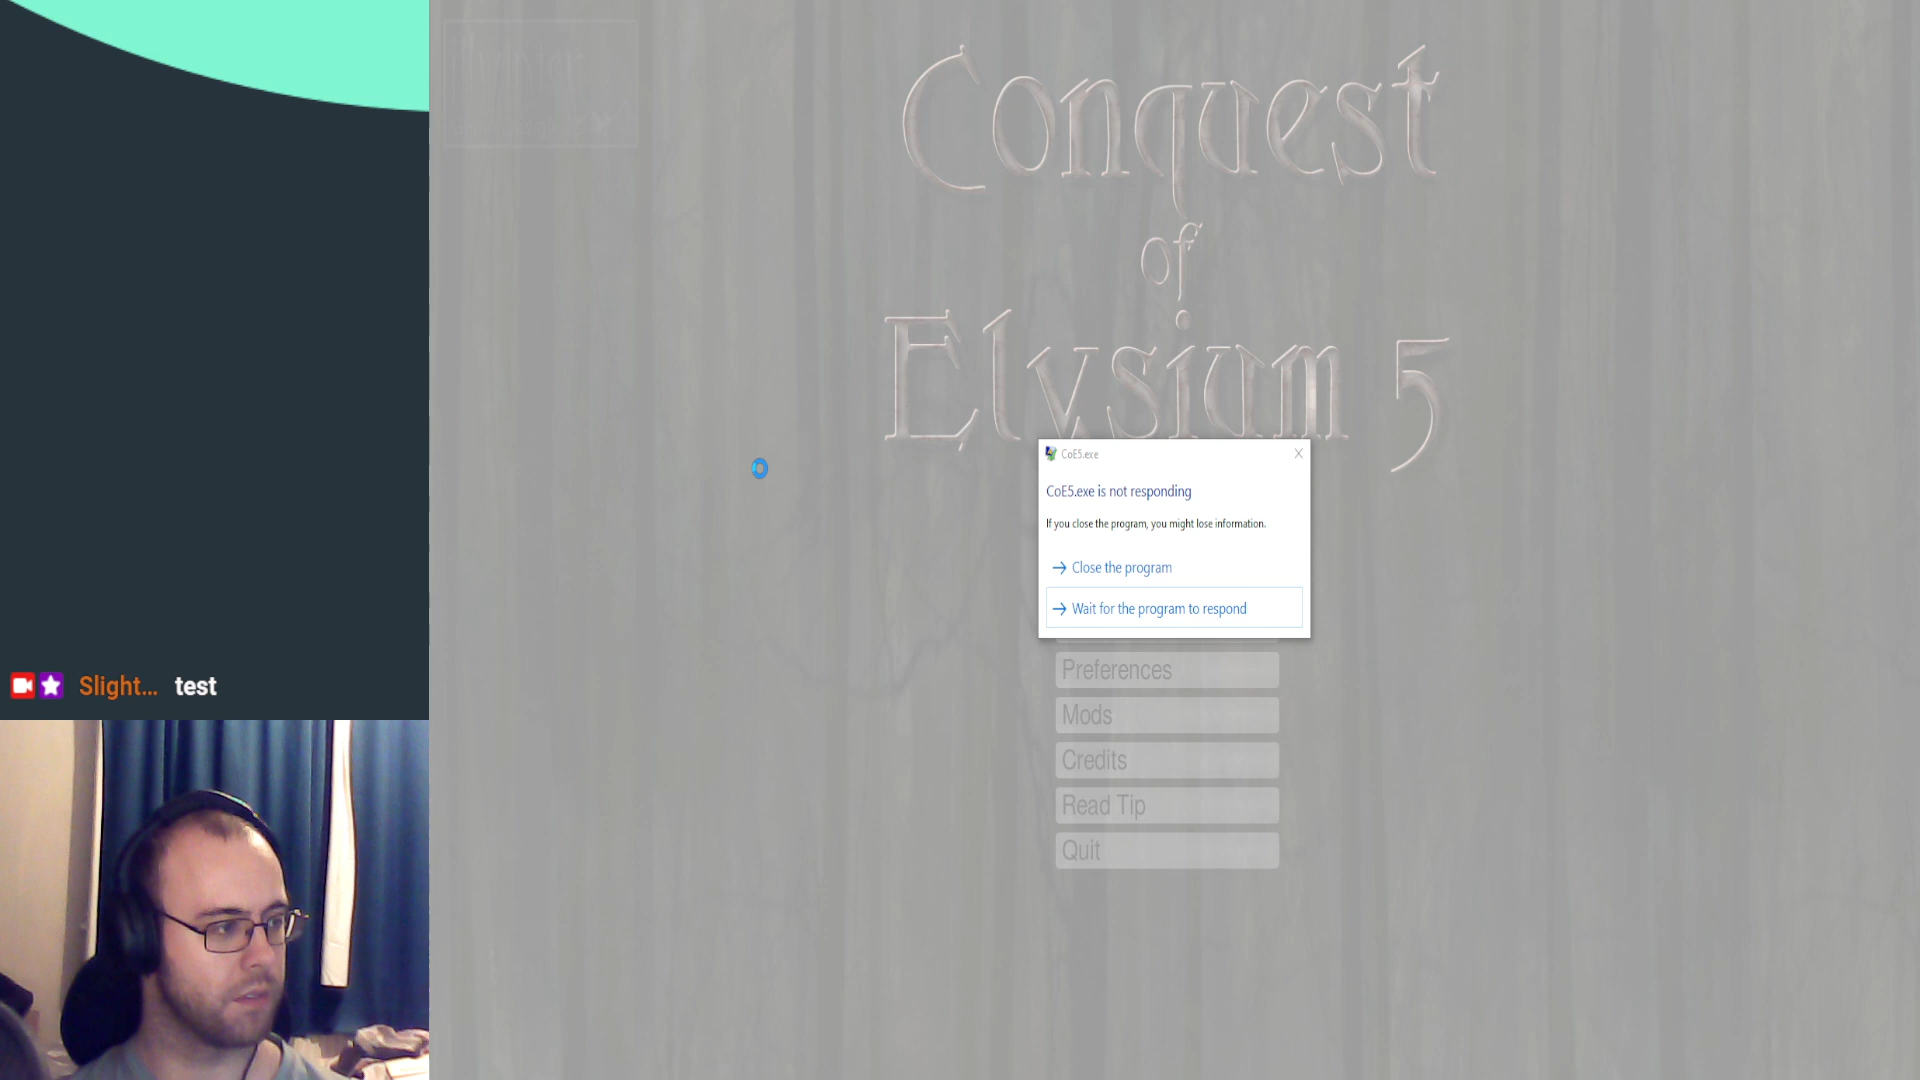 Conquest
of
Elysium 5
CoE5.exe
CoE5.exe is not responding
If you close the program, you might lose information.
Close the program
Wait for the program to respond
Preferences
Mods
Credits
Read Tip
Quit
Slight... test